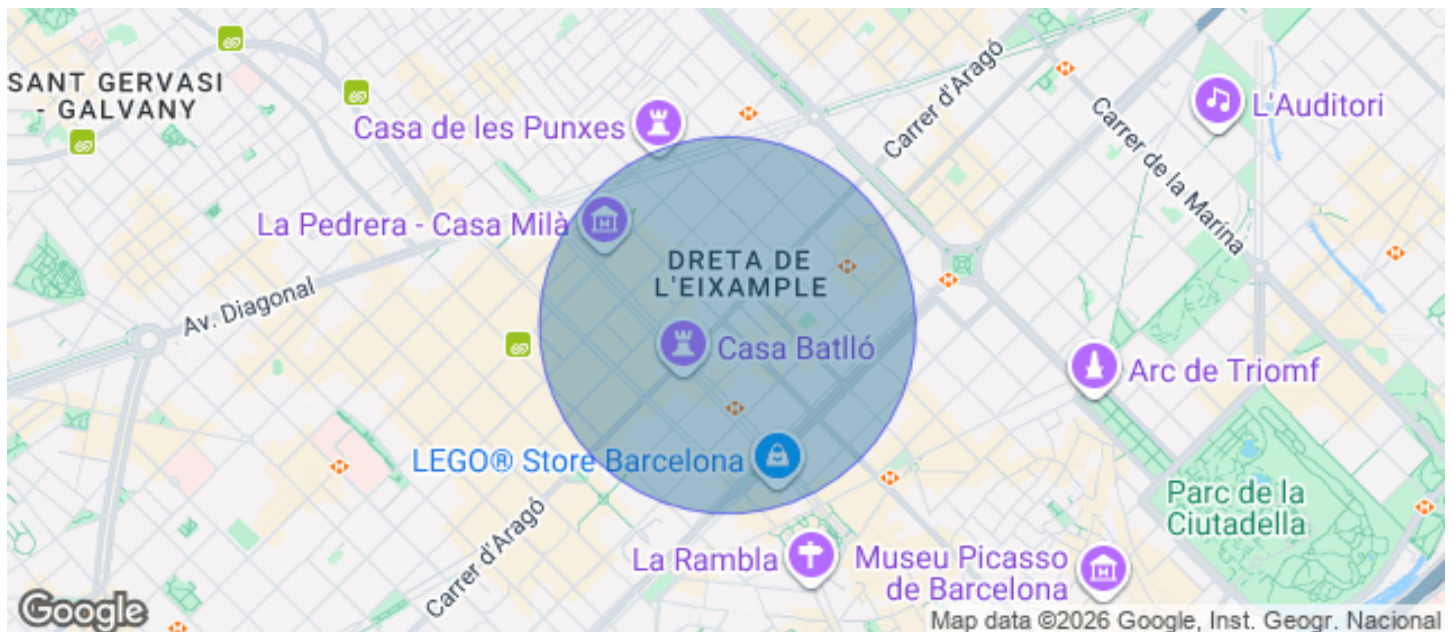 SANT GERVASI
- GALVANY
Casa de les Punxes
Carrer d'Aragó
L'Auditori
Carrer de la Marina
La Pedrera - Casa Milà
DRETA DE
L'EIXAMPLE
Av. Diagonal
Casa Batlló
Arc de Triomf
LEGO® Store Barcelona
Parc de la
Ciutadella
Carrer d'Aragó
La Rambla
Museu Picasso
de Barcelona
Google
Map data ©2026 Google, Inst. Geogr. Nacional